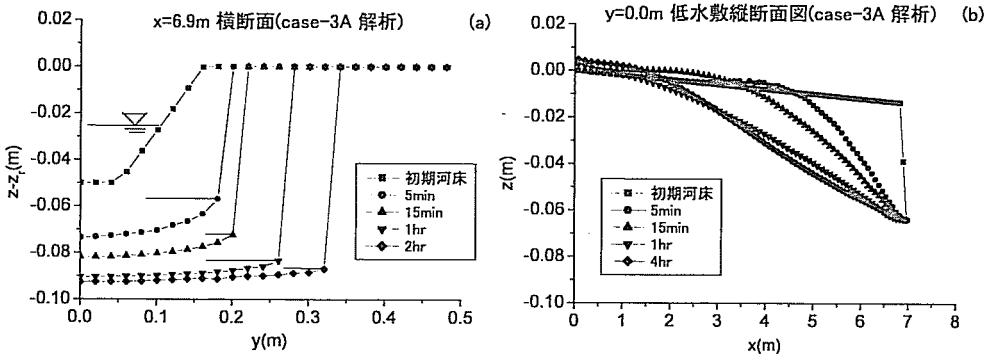 x=6.9m 横断面(case-3A 解析)
(a)
0.02
0.00
-0.02
-0.04
-0.06
-0.08
-0.10
z-zr(m)
初期河床
5min
15min
1hr
2hr
0.0
0.1
0.2
0.3
0.4
0.5
y(m)
y=0.0m 低水敷縦断面図(case-3A 解析)
(b)
0.02
0.00
-0.02
-0.04
-0.06
-0.08
-0.10
z(m)
初期河床
5min
15min
1hr
4hr
0
1
2
3
4
5
6
7
8
x(m)